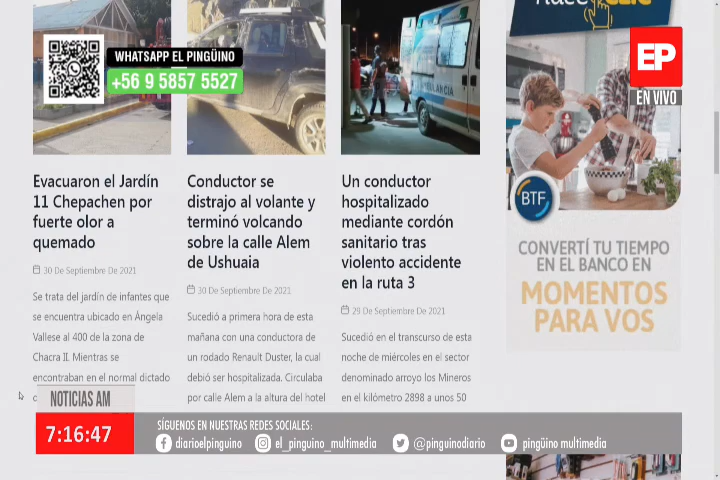 WHATSAPP EL PINGÜINO
+56 9 5857 5527
EP
EN VIVO
Evacuaron el Jardín
11 Chepachen por
fuerte olor a
quemado
30 De Septiembre De 2021
Se trata del jardín de infantes que
se encuentra ubicado en Ángela
Vallese al 400 de la zona de
Chacra II. Mientras se
encontraban en el normal dictado
Conductor se
distrajo al volante y
terminó volcando
sobre la calle Alem
de Ushuaia
30 De Septiembre De 2021
Sucedió a primera hora de esta
mañana con una conductora de
un rodado Renault Duster, la cual
debió ser hospitalizada. Circulaba
por calle Alem a la altura del hotel
Un conductor
hospitalizado
mediante cordón
sanitario tras
violento accidente
en la ruta 3
29 De Septiembre De 2021
Sucedió en el transcurso de esta
noche de miércoles en el sector
denominado arroyo los Mineros
en el kilómetro 2898 a unos 50
AMBULANCIA
BTF
CONVERTÍ TU TIEMPO
EN EL BANCO EN
MOMENTOS
PARA VOS
NOTICIAS AM
7:16:47
SÍGUENOS EN NUESTRAS REDES SOCIALES:
diarioelpinguino
el_pinguino_multimedia
@pinguinodiario
pingüino multimedia